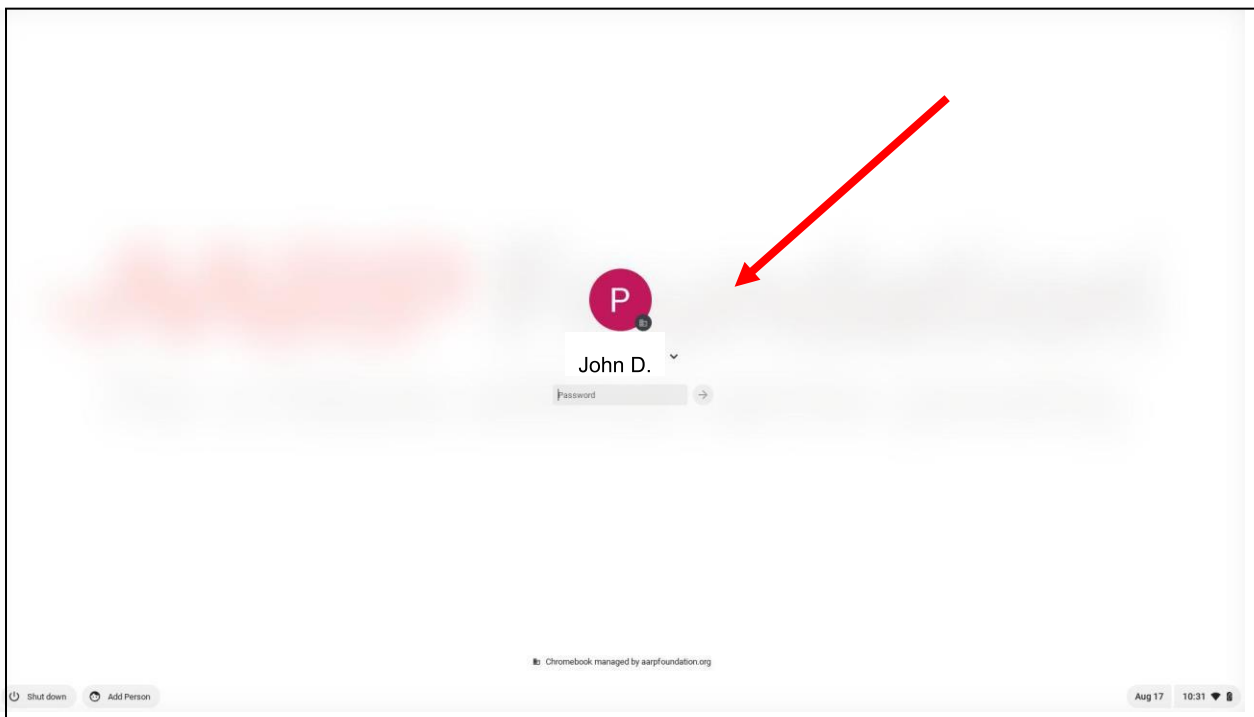 P
John D.
Password
Chromebook managed by aarpfoundation.org
Shut down Add Person
Aug 17 10:31